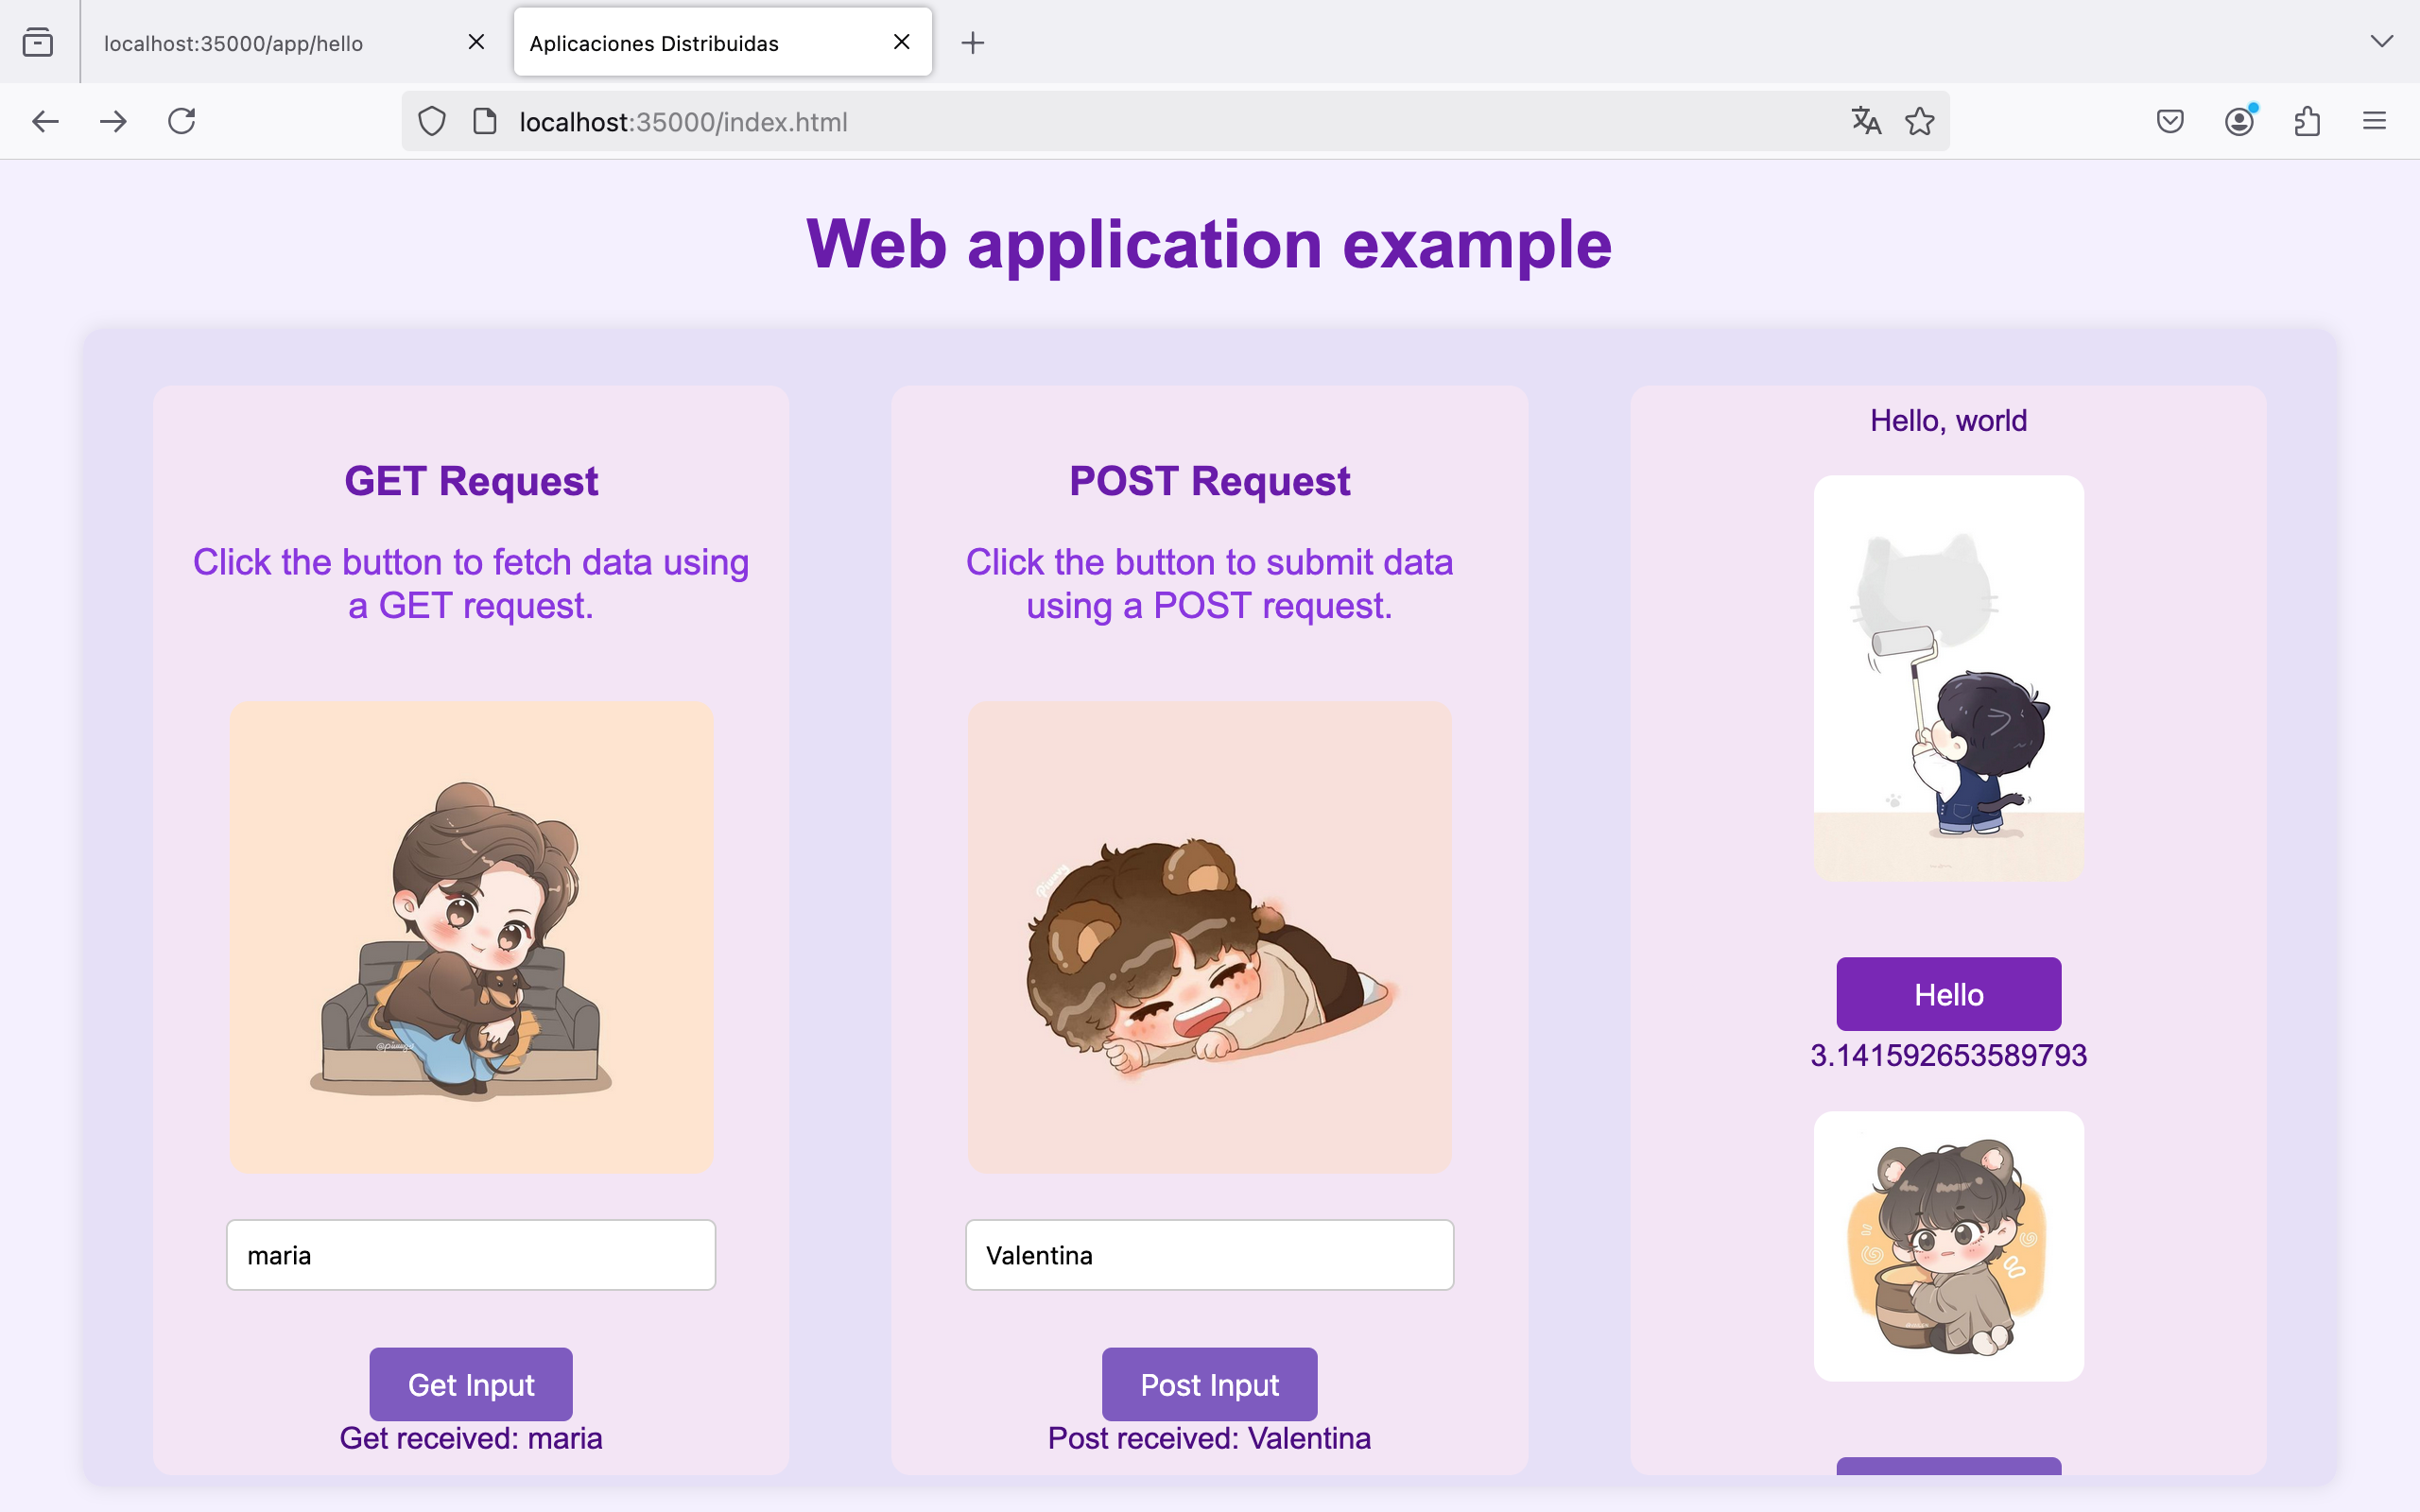 localhost:35000/app/hello
Aplicaciones Distribuidas
localhost:35000/index.html
Web application example
GET Request
Click the button to fetch data using
a GET request.
@piuuvy
maria
Get Input
Get received: maria
POST Request
Click the button to submit data
using a POST request.
Piuuvy
Valentina
Post Input
Post received: Valentina
Hello, world
Hello
3.141592653589793